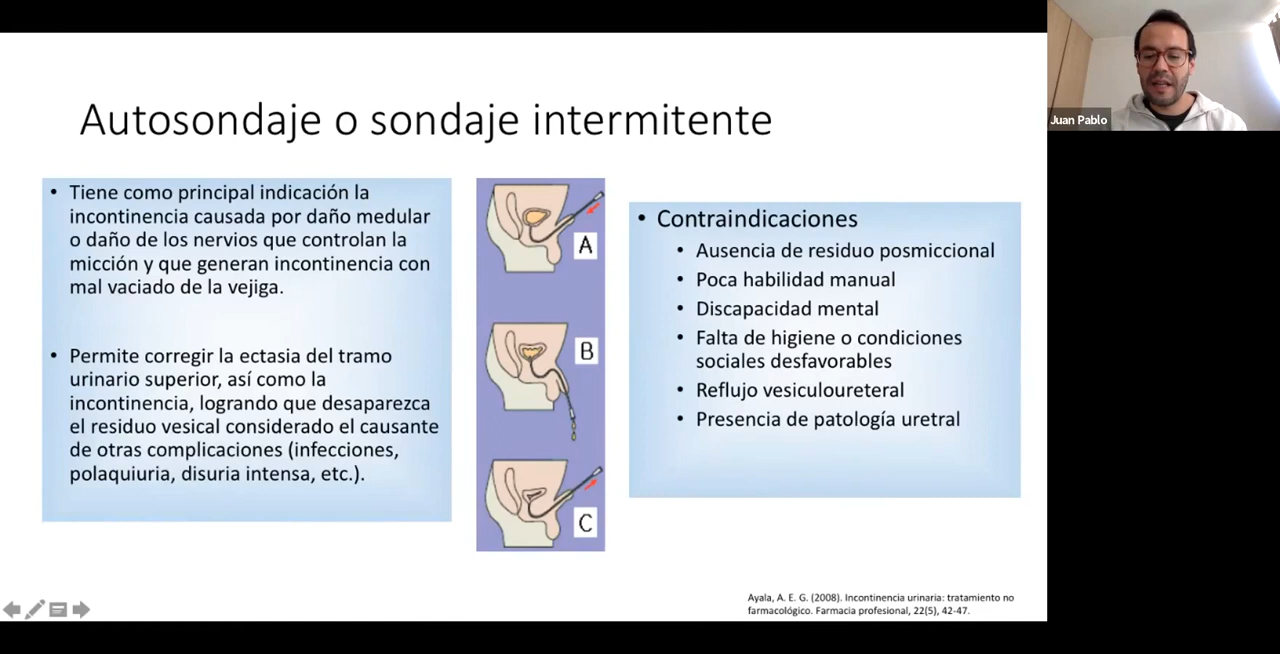 Autosondaje o sondaje intermitente
• Tiene como principal indicación la
incontinencia causada por daño medular
o daño de los nervios que controlan la
micción y que generan incontinencia con
mal vaciado de la vejiga.
• Permite corregir la ectasia del tramo
urinario superior, así como la
incontinencia, logrando que desaparezca
el residuo vesical considerado el causante
de otras complicaciones (infecciones,
polaquiuria, disuria intensa, etc.).
A
B
C
• Contraindicaciones
• Ausencia de residuo posmiccional
• Poca habilidad manual
• Discapacidad mental
• Falta de higiene o condiciones
sociales desfavorables
• Reflujo vesiculoureteral
• Presencia de patología uretral
Ayala, A. E. G. (2008). Incontinencia urinaria: tratamiento no
farmacológico. Farmacia profesional, 22(5), 42-47.
Juan Pablo